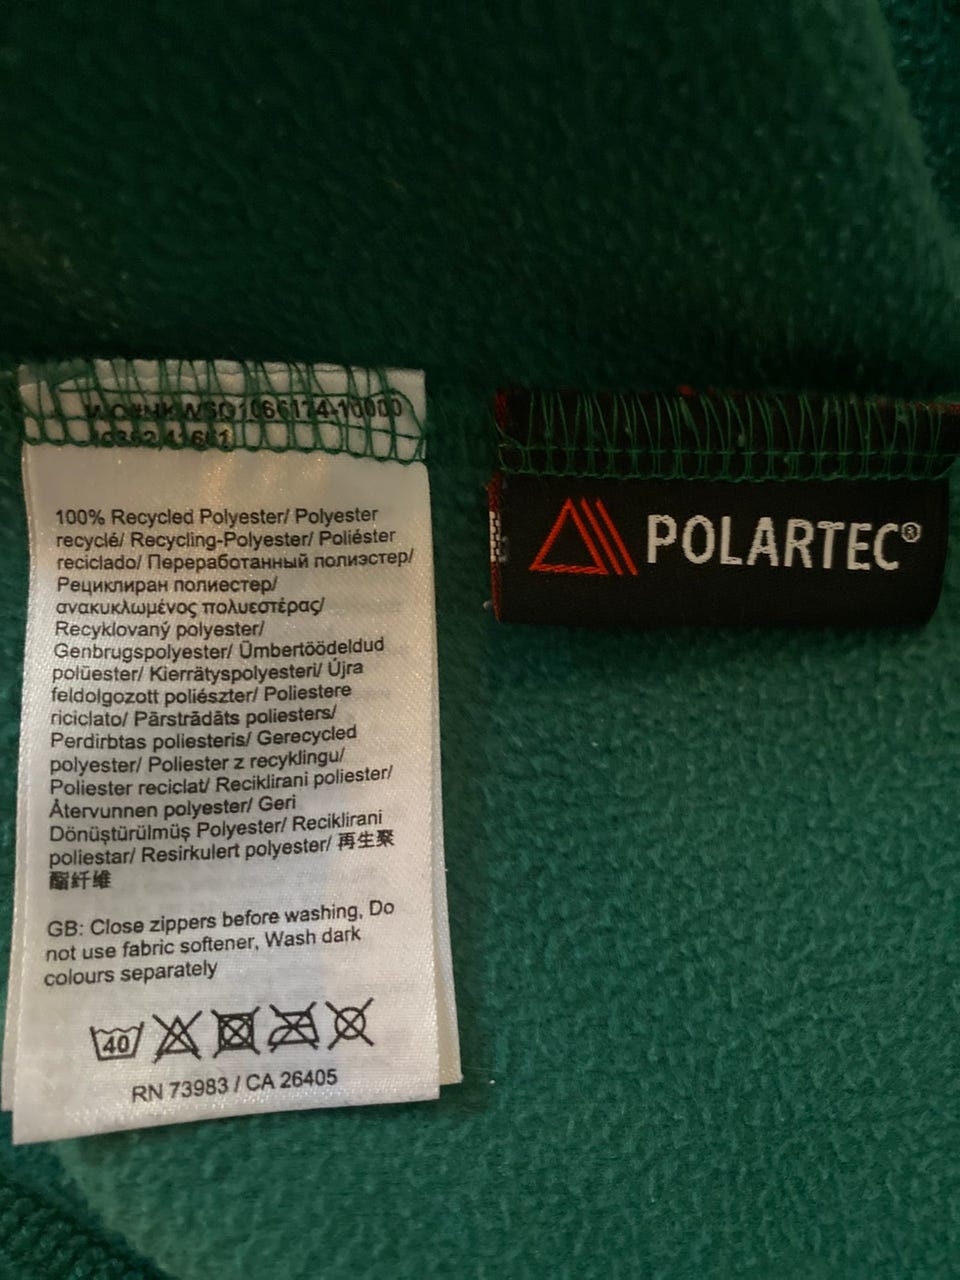 100% Recycled Polyester/ Polyester
recyclé/ Recycling-Polyester/ Poliéster
reciclado/ Переработанный полиэстер/
Рециклиран полиестер/
ανακυκλωμένος πολυεστέρας/
Recyklovaný polyester/
Genbrugspolyester/ Ümbertöödeldud
polüester/ Kierrätyspolyesteri/ Újra
feldolgozott poliészter/ Poliestere
riciclato/ Pārstrādāts poliesters/
Perdirbtas poliesteris/ Gerecycled
polyester/ Poliester z recyklingu/
Poliester reciclat/ Reciklirani poliester/
Återvunnen polyester/ Geri
Dönüştürülmüş Polyester/ Reciklirani
poliestar/ Resirkulert polyester/ 再生聚
酯纤维
GB: Close zippers before washing, Do
not use fabric softener, Wash dark
colours separately
40
RN 73983 / CA 26405
POLARTEC®